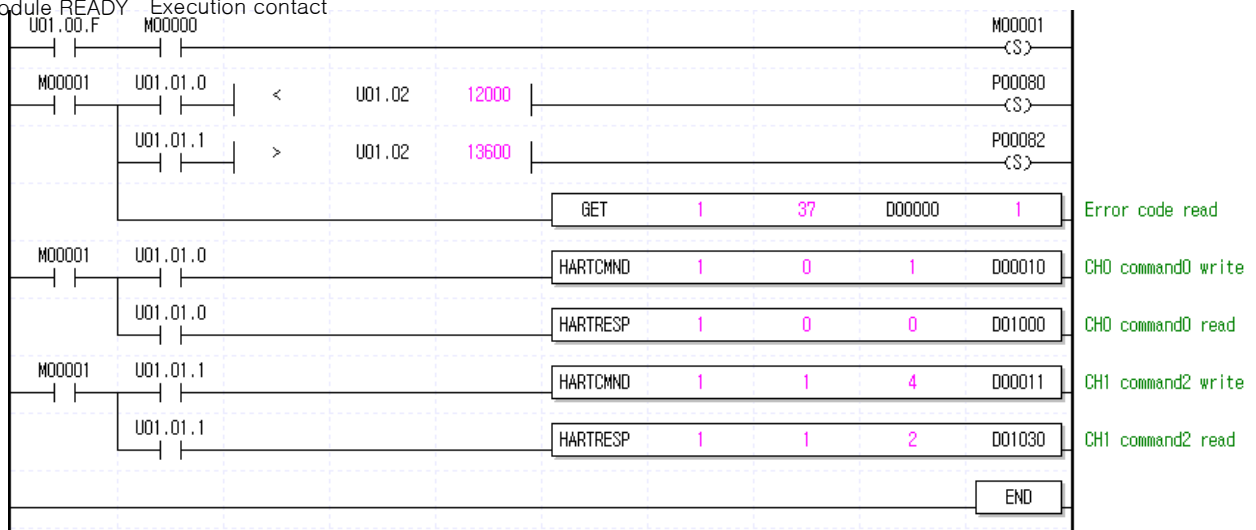 odule READY Execution contact
U01.00.F M00000 M00001
(S)
M00001 U01.01.0 < U01.02 12000 P00080
(S)
U01.01.1 > U01.02 13600 P00082
(S)
GET 1 37 D00000 1 Error code read
M00001 U01.01.0 HARTCMND 1 0 1 D00010 CH0 command0 write
U01.01.0 HARTRESP 1 0 0 D01000 CH0 command0 read
M00001 U01.01.1 HARTCMND 1 1 4 D00011 CH1 command2 write
U01.01.1 HARTRESP 1 1 2 D01030 CH1 command2 read
END